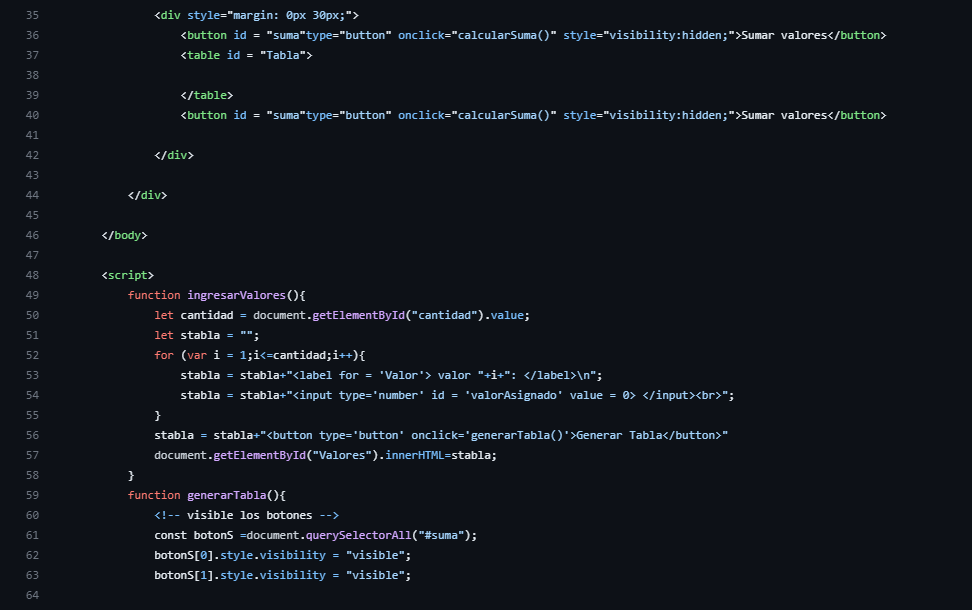 35                 <div style="margin: 0px 30px;">
36                     <button id = "suma"type="button" onclick="calcularSuma()" style="visibility:hidden;">Sumar valores</button>
37                     <table id = "Tabla">
38
39                     </table>
40                     <button id = "suma"type="button" onclick="calcularSuma()" style="visibility:hidden;">Sumar valores</button>
41
42                 </div>
43
44             </div>
45
46         </body>
47
48         <script>
49             function ingresarValores(){
50                 let cantidad = document.getElementById("cantidad").value;
51                 let stabla = "";
52                 for (var i = 1;i<=cantidad;i++){
53                     stabla = stabla+"<label for = 'Valor'> valor "+i+": </label>\n";
54                     stabla = stabla+"<input type='number' id = 'valorAsignado' value = 0> </input><br>";
55                 }
56                 stabla = stabla+"<button type='button' onclick='generarTabla()'>Generar Tabla</button>"
57                 document.getElementById("Valores").innerHTML=stabla;
58             }
59             function generarTabla(){
60                 <!-- visible los botones -->
61                 const botonS =document.querySelectorAll("#suma");
62                 botonS[0].style.visibility = "visible";
63                 botonS[1].style.visibility = "visible";
64